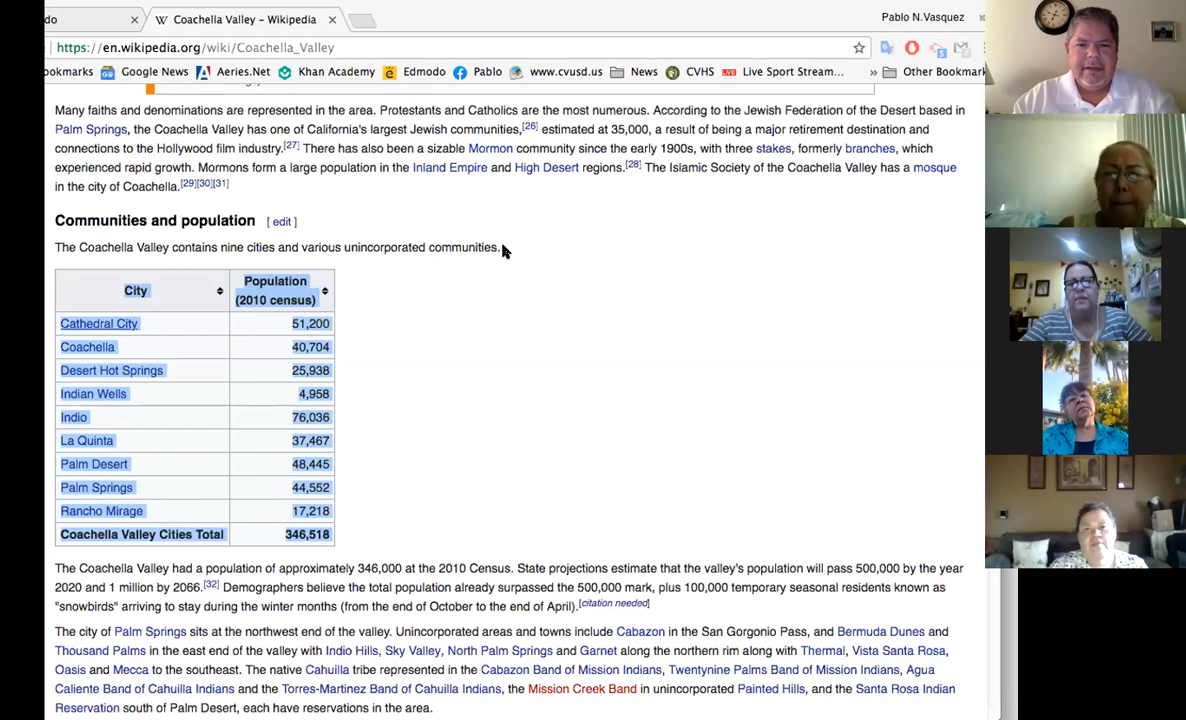 do
Coachella Valley – Wikipedia
Pablo N.Vasquez
https://en.wikipedia.org/wiki/Coachella_Valley
ookmarks Google News Aeries.Net Khan Academy Edmodo Pablo www.cvusd.us News CVHS LIVE Live Sport Stream… » Other Bookmark
Many faiths and denominations are represented in the area. Protestants and Catholics are the most numerous. According to the Jewish Federation of the Desert based in
Palm Springs, the Coachella Valley has one of California's largest Jewish communities,[26] estimated at 35,000, a result of being a major retirement destination and
connections to the Hollywood film industry.[27] There has also been a sizable Mormon community since the early 1900s, with three stakes, formerly branches, which
experienced rapid growth. Mormons form a large population in the Inland Empire and High Desert regions.[28] The Islamic Society of the Coachella Valley has a mosque
in the city of Coachella.[29][30][31]
Communities and population [ edit ]
The Coachella Valley contains nine cities and various unincorporated communities.
City Population
(2010 census)
Cathedral City 51,200
Coachella 40,704
Desert Hot Springs 25,938
Indian Wells 4,958
Indio 76,036
La Quinta 37,467
Palm Desert 48,445
Palm Springs 44,552
Rancho Mirage 17,218
Coachella Valley Cities Total 346,518
The Coachella Valley had a population of approximately 346,000 at the 2010 Census. State projections estimate that the valley's population will pass 500,000 by the year
2020 and 1 million by 2066.[32] Demographers believe the total population already surpassed the 500,000 mark, plus 100,000 temporary seasonal residents known as
"snowbirds" arriving to stay during the winter months (from the end of October to the end of April).[citation needed]
The city of Palm Springs sits at the northwest end of the valley. Unincorporated areas and towns include Cabazon in the San Gorgonio Pass, and Bermuda Dunes and
Thousand Palms in the east end of the valley with Indio Hills, Sky Valley, North Palm Springs and Garnet along the northern rim along with Thermal, Vista Santa Rosa,
Oasis and Mecca to the southeast. The native Cahuilla tribe represented in the Cabazon Band of Mission Indians, Twentynine Palms Band of Mission Indians, Agua
Caliente Band of Cahuilla Indians and the Torres-Martinez Band of Cahuilla Indians, the Mission Creek Band in unincorporated Painted Hills, and the Santa Rosa Indian
Reservation south of Palm Desert, each have reservations in the area.